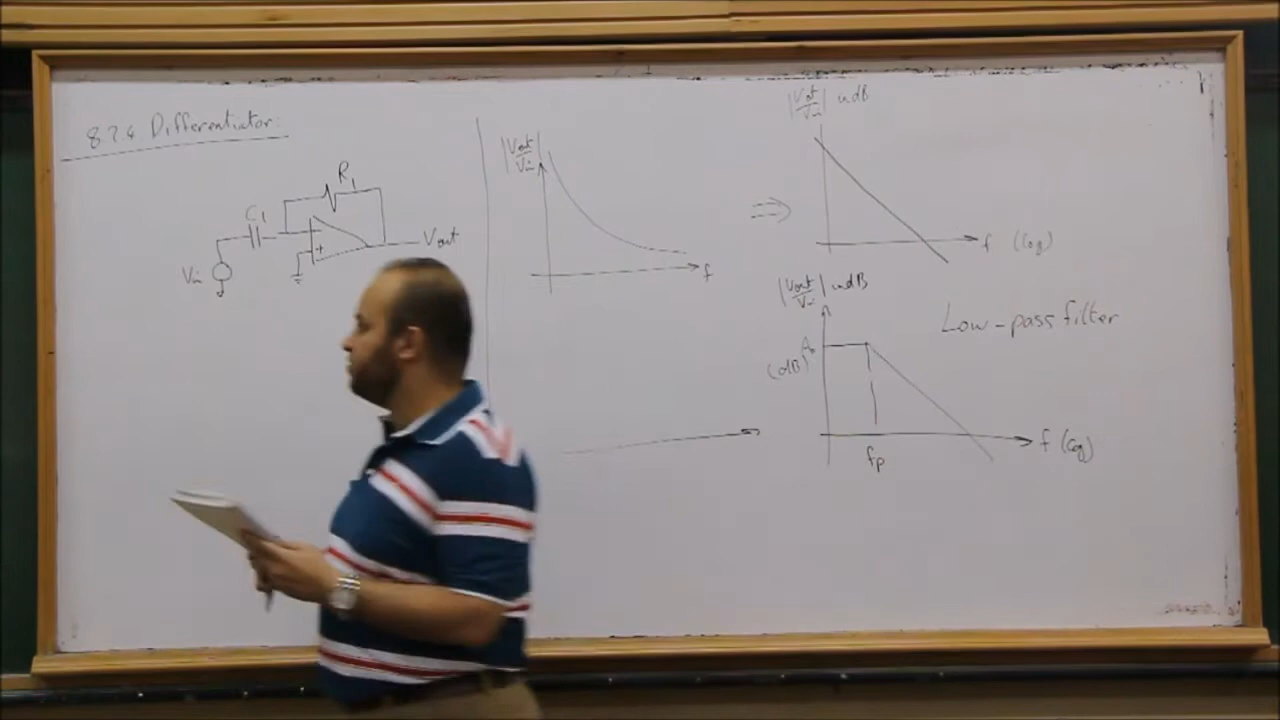 8.2.4. Differentiator.
R1
C1
Vout
Vin
|Vout/Vin|
f
⇒
|Vout/Vin| in dB
f (log)
|Vout/Vin| in dB
A0
(dB)
f (log)
fp
Low-pass filter